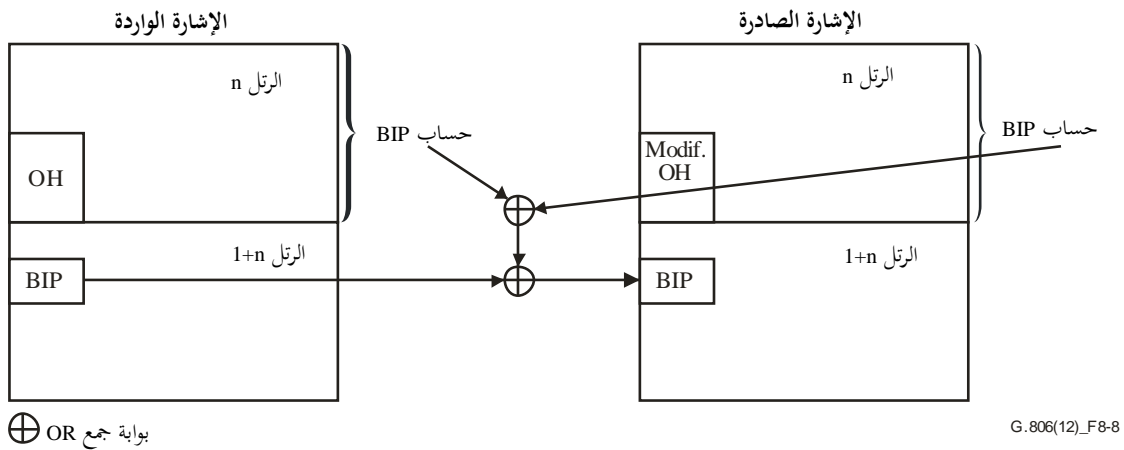 الإشارة الواردة
الإشارة الصادرة
الرتل n
الرتل n
حساب BIP
حساب BIP
OH
Modif.
OH
الرتل 1+n
الرتل 1+n
BIP
BIP
بوابة جمع OR
G.806(12)_F8-8